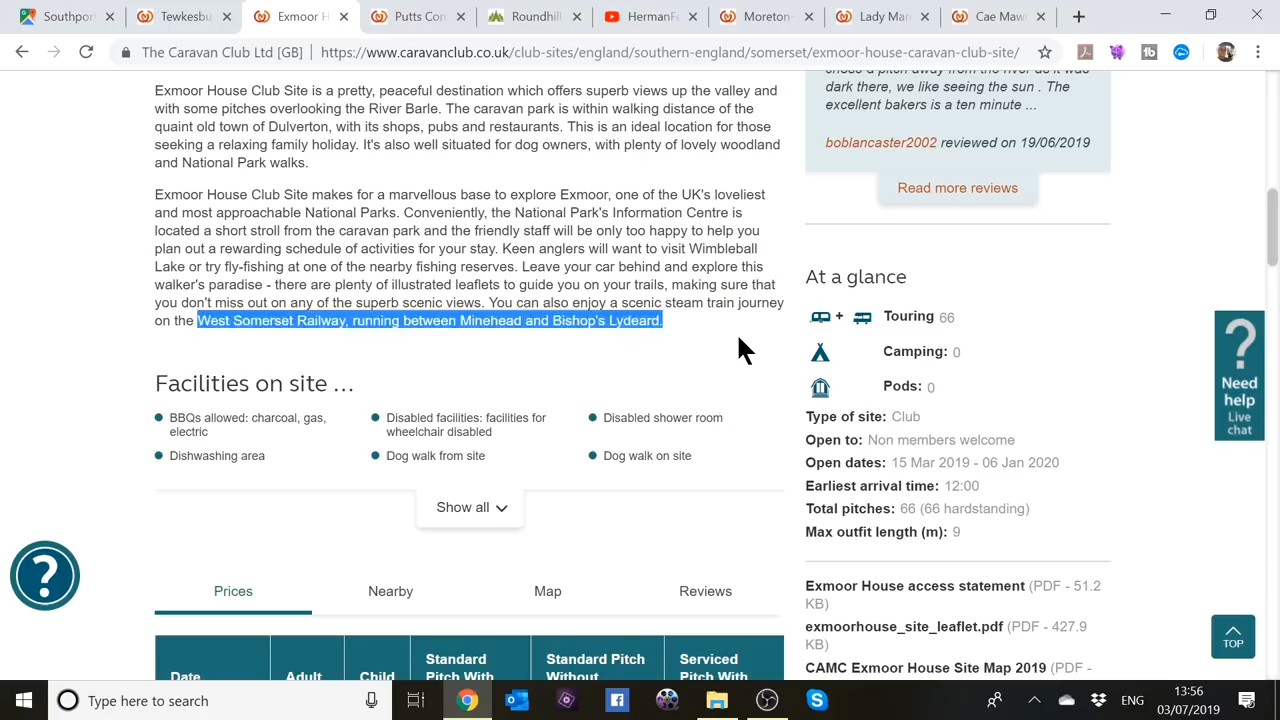 Southport
Tewkesbu
Exmoor H
Putts Cor
Roundhill
HermanFe
Moreton-
Lady Mar
Cae Maw
The Caravan Club Ltd [GB] https://www.caravanclub.co.uk/club-sites/england/southern-england/somerset/exmoor-house-caravan-club-site/
Exmoor House Club Site is a pretty, peaceful destination which offers superb views up the valley and
with some pitches overlooking the River Barle. The caravan park is within walking distance of the
quaint old town of Dulverton, with its shops, pubs and restaurants. This is an ideal location for those
seeking a relaxing family holiday. It's also well situated for dog owners, with plenty of lovely woodland
and National Park walks.
Exmoor House Club Site makes for a marvellous base to explore Exmoor, one of the UK's loveliest
and most approachable National Parks. Conveniently, the National Park's Information Centre is
located a short stroll from the caravan park and the friendly staff will be only too happy to help you
plan out a rewarding schedule of activities for your stay. Keen anglers will want to visit Wimbleball
Lake or try fly-fishing at one of the nearby fishing reserves. Leave your car behind and explore this
walker's paradise - there are plenty of illustrated leaflets to guide you on your trails, making sure that
you don't miss out on any of the superb scenic views. You can also enjoy a scenic steam train journey
on the West Somerset Railway, running between Minehead and Bishop's Lydeard.
Facilities on site ...
BBQs allowed: charcoal, gas,
electric
Disabled facilities: facilities for
wheelchair disabled
Disabled shower room
Dishwashing area
Dog walk from site
Dog walk on site
Show all
Prices
Nearby
Map
Reviews
Date
Adult
Child
Standard
Pitch With
Standard Pitch
Without
Serviced
Pitch With
dark there, we like seeing the sun . The
excellent bakers is a ten minute ...
boblancaster2002 reviewed on 19/06/2019
Read more reviews
At a glance
+ Touring 66
Camping: 0
Pods: 0
Type of site: Club
Open to: Non members welcome
Open dates: 15 Mar 2019 - 06 Jan 2020
Earliest arrival time: 12:00
Total pitches: 66 (66 hardstanding)
Max outfit length (m): 9
Exmoor House access statement (PDF - 51.2
KB)
exmoorhouse_site_leaflet.pdf (PDF - 427.9
KB)
CAMC Exmoor House Site Map 2019 (PDF -
?
Need
help
Live
chat
?
TOP
Type here to search
ENG
13:56
03/07/2019